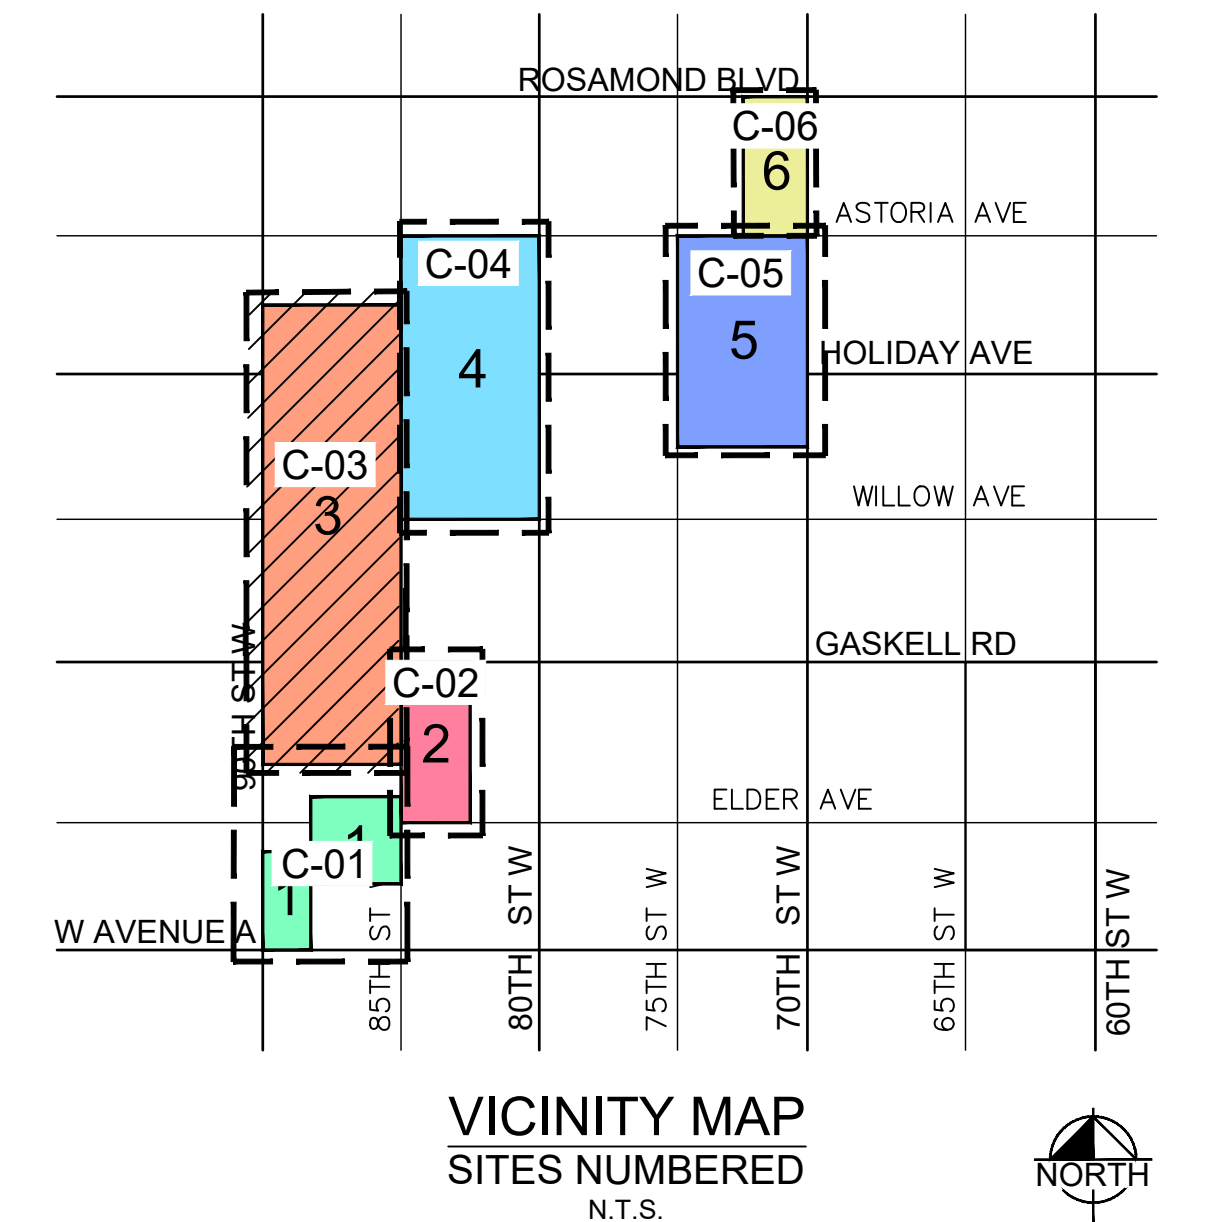 ROSAMOND BLVD
C-06
6
ASTORIA AVE
C-04
C-05
5
HOLIDAY AVE
4
C-03
3
WILLOW AVE
90TH ST W
GASKELL RD
C-02
2
ELDER AVE
1
C-01
1
W AVENUE A
85TH ST
80TH ST W
75TH ST W
70TH ST W
65TH ST W
60TH ST W
VICINITY MAP
SITES NUMBERED
N.T.S.
NORTH